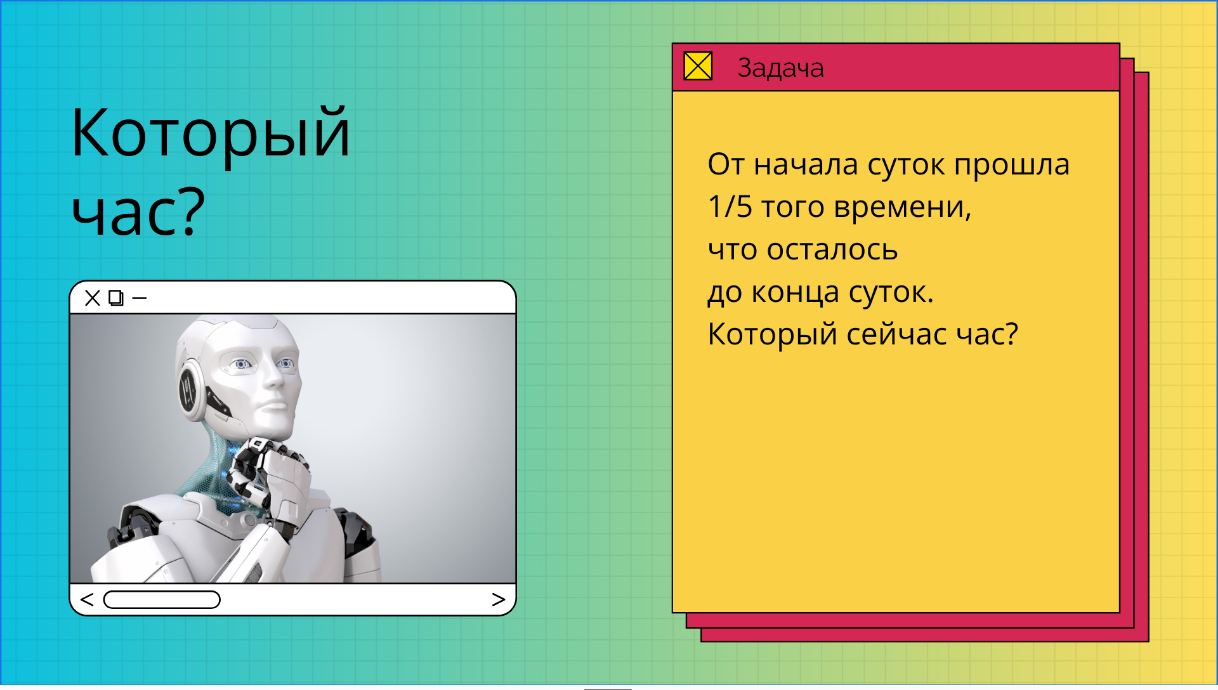 Который
час?
Задача
От начала суток прошла
1/5 того времени,
что осталось
до конца суток.
Который сейчас час?